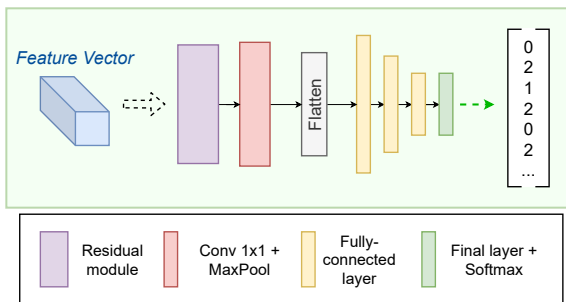 Feature Vector
Flatten
0
2
1
2
0
2
...
Residual
module
Conv 1x1 +
MaxPool
Fully-
connected
layer
Final layer +
Softmax